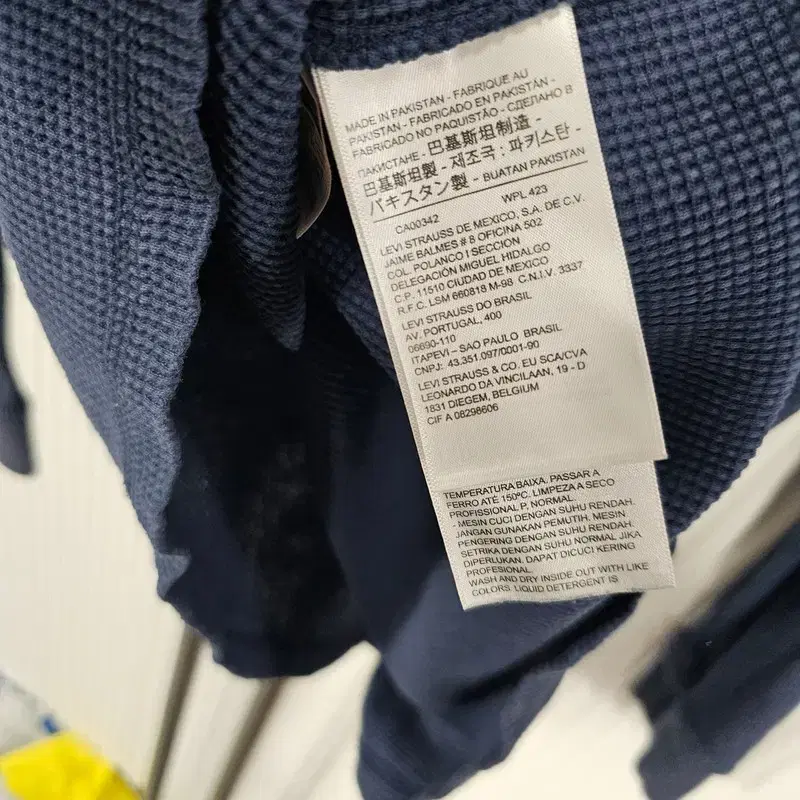 MADE IN PAKISTAN - FABRIQUE AU
PAKISTAN - FABRICADO EN PAKISTÁN -
FABRICADO NO PAQUISTÃO - СДЕЛАНО В
ПАКИСТАНЕ - 巴基斯坦制造 -
巴基斯坦製 - 제조국 : 파키스탄 -
パキスタン製 - BUATAN PAKISTAN
CA00342 WPL 423
LEVI STRAUSS DE MEXICO, S.A. DE C.V.
JAIME BALMES # 8 OFICINA 502
COL. POLANCO I SECCION
DELEGACIÓN MIGUEL HIDALGO
C.P. 11510 CIUDAD DE MEXICO
R.F.C. LSM 660818 M-98 C.N.I.V. 3337
LEVI STRAUSS DO BRASIL
AV. PORTUGAL, 400
06690-110
ITAPEVI – SAO PAULO BRASIL
CNPJ: 43.351.097/0001-90
LEVI STRAUSS & CO. EU SCA/CVA
LEONARDO DA VINCILAAN, 19 - D
1831 DIEGEM, BELGIUM
CIF A 08298606
TEMPERATURA BAIXA. PASSAR A
FERRO ATÉ 150ºC. LIMPEZA A SECO
PROFISSIONAL P, NORMAL.
- MESIN CUCI DENGAN SUHU RENDAH.
JANGAN GUNAKAN PEMUTIH. MESIN
PENGERING DENGAN SUHU RENDAH.
SETRIKA DENGAN SUHU NORMAL JIKA
DIPERLUKAN. DAPAT DICUCI KERING
PROFESIONAL.
WASH AND DRY INSIDE OUT WITH LIKE
COLORS. LIQUID DETERGENT IS